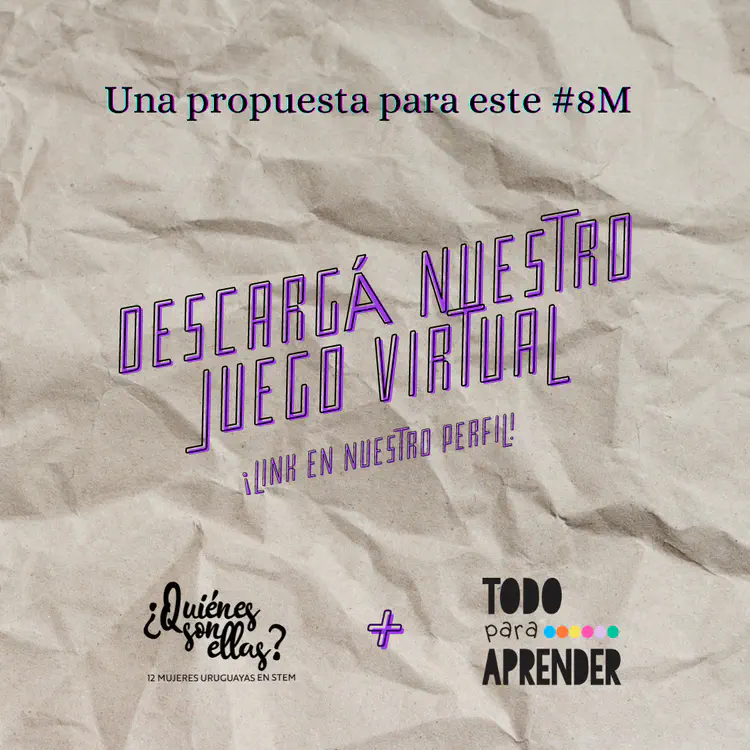 Una propuesta para este #8M
DESCARGÁ NUESTRO
JUEGO VIRTUAL
¡LINK EN NUESTRO PERFIL!
¿Quiénes
son
ellas?
12 MUJERES URUGUAYAS EN STEM
+
TODO
para
APRENDER